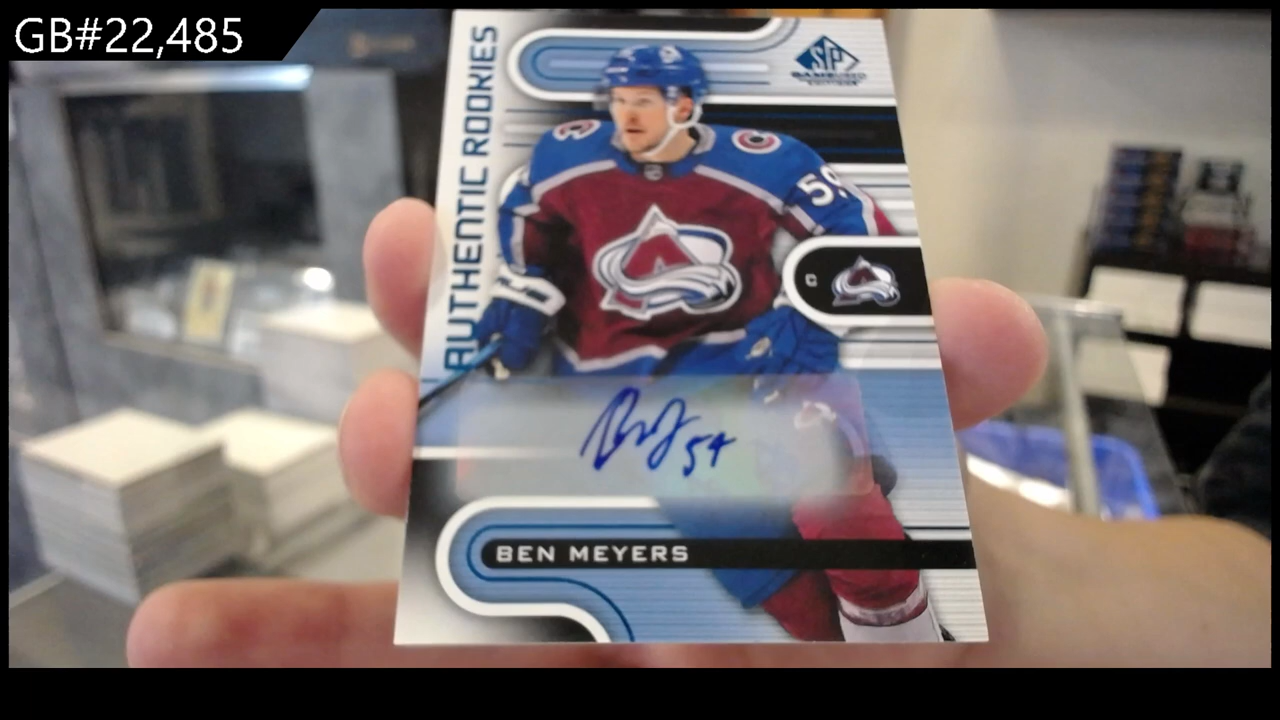 GB#22,485
AUTHENTIC ROOKIES
SP
GAME USED
EDITION
59
C
54
BEN MEYERS